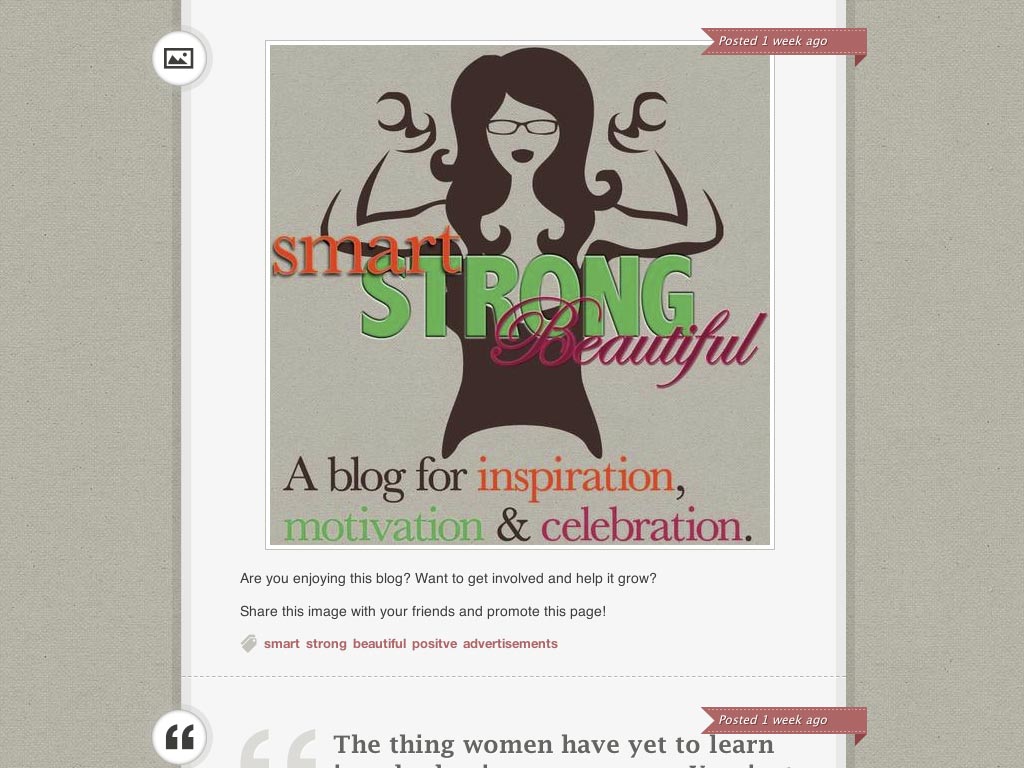 Posted 1 week ago
smart
STRONG
Beautiful
A blog for inspiration,
motivation & celebration.
Are you enjoying this blog? Want to get involved and help it grow?
Share this image with your friends and promote this page!
smart strong beautiful positve advertisements
Posted 1 week ago
The thing women have yet to learn